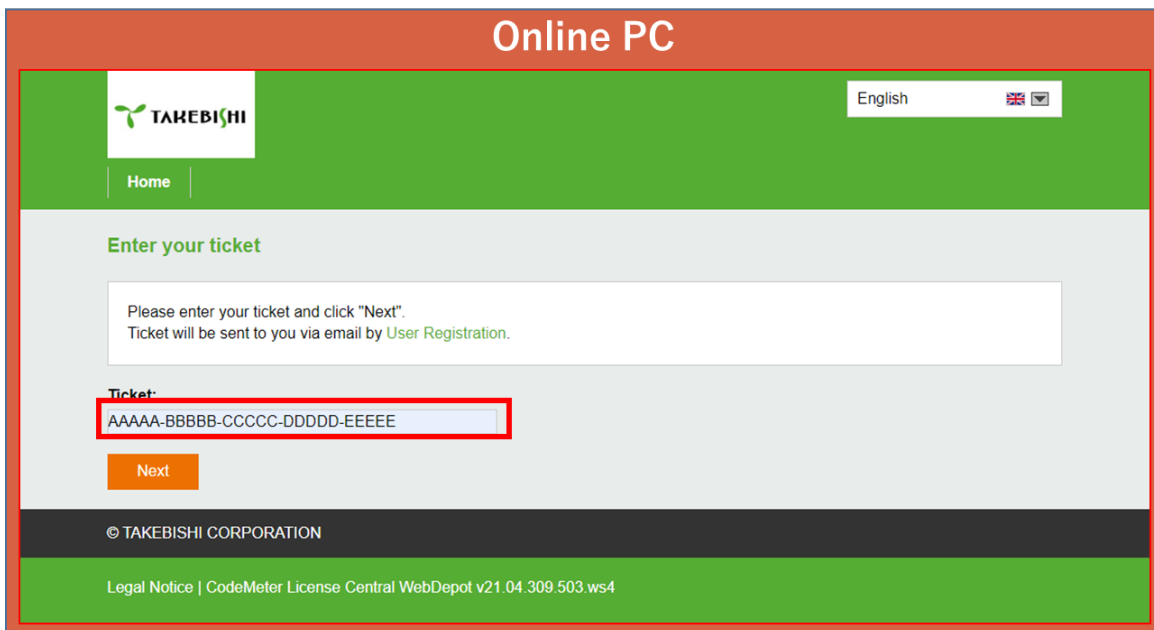 Online PC
TAKEBISHI
English
Home
Enter your ticket
Please enter your ticket and click "Next".
Ticket will be sent to you via email by User Registration.
Ticket:
AAAAA-BBBBB-CCCCC-DDDDD-EEEEE
Next
© TAKEBISHI CORPORATION
Legal Notice | CodeMeter License Central WebDepot v21.04.309.503.ws4